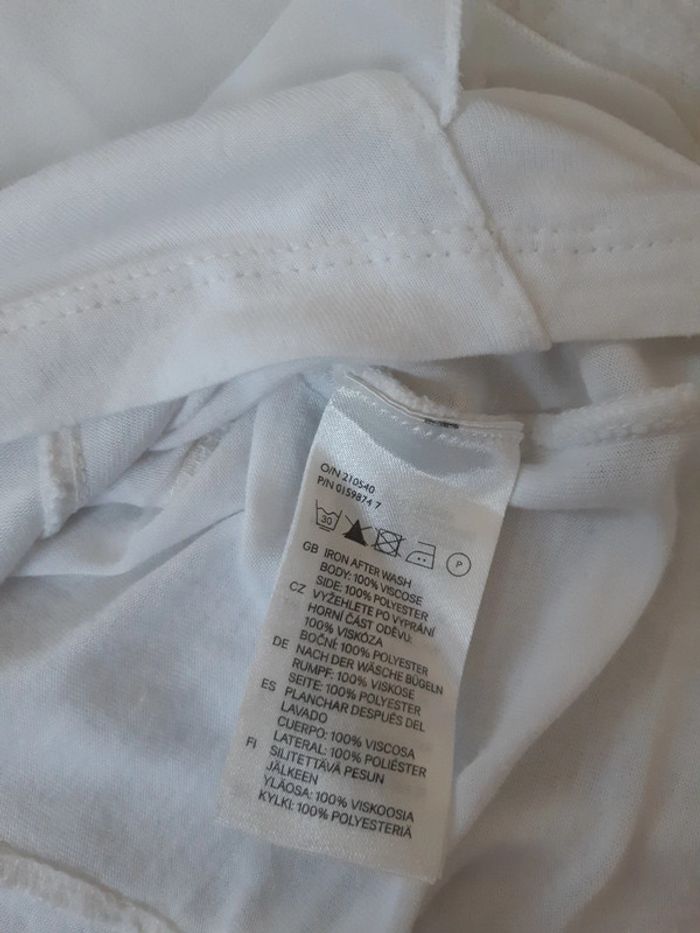 O/N 210540
P/N 0159874 7
30
P
GB IRON AFTER WASH
BODY: 100% VISCOSE
SIDE: 100% POLYESTER
CZ VYŽEHLETE PO VYPRÁNÍ
HORNÍ ČÁST ODĚVU:
100% VISKÓZA
BOČNÍ: 100% POLYESTER
DE NACH DER WÄSCHE BÜGELN
RUMPF: 100% VISKOSE
SEITE: 100% POLYESTER
ES PLANCHAR DESPUÉS DEL
LAVADO
CUERPO: 100% VISCOSA
LATERAL: 100% POLIÉSTER
FI SILITETTÄVÄ PESUN
JÄLKEEN
YLÄOSA: 100% VISKOOSIA
KYLKI: 100% POLYESTERIÄ